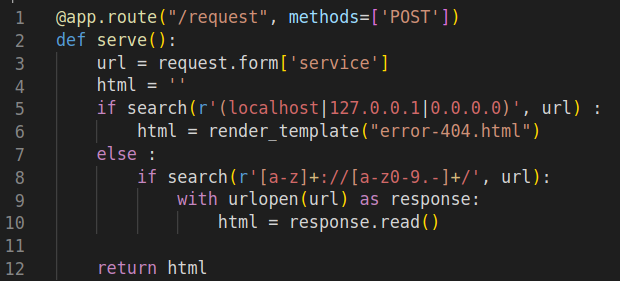 1 @app.route("/request", methods=['POST'])
2 def serve():
3     url = request.form['service']
4     html = ''
5     if search(r'(localhost|127.0.0.1|0.0.0.0)', url) :
6         html = render_template("error-404.html")
7     else :
8         if search(r'[a-z]+://[a-z0-9.-]+/', url):
9             with urlopen(url) as response:
10                 html = response.read()
11
12     return html